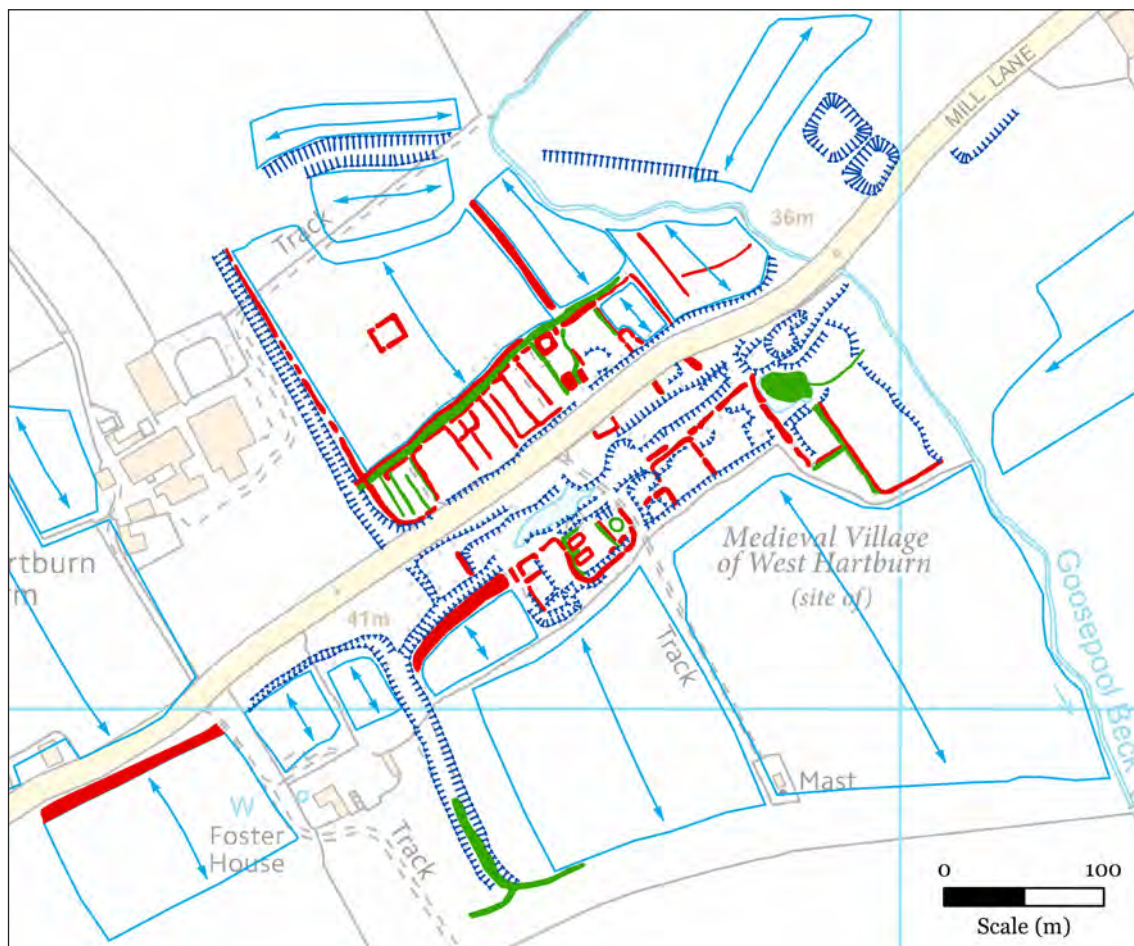 MILL LANE
Track
36m
rtburn
rm
Medieval Village
of West Hartburn
(site of)
41m
Track
Goosepool Beck
Mast
W
Foster
House
Track
0 100
Scale (m)